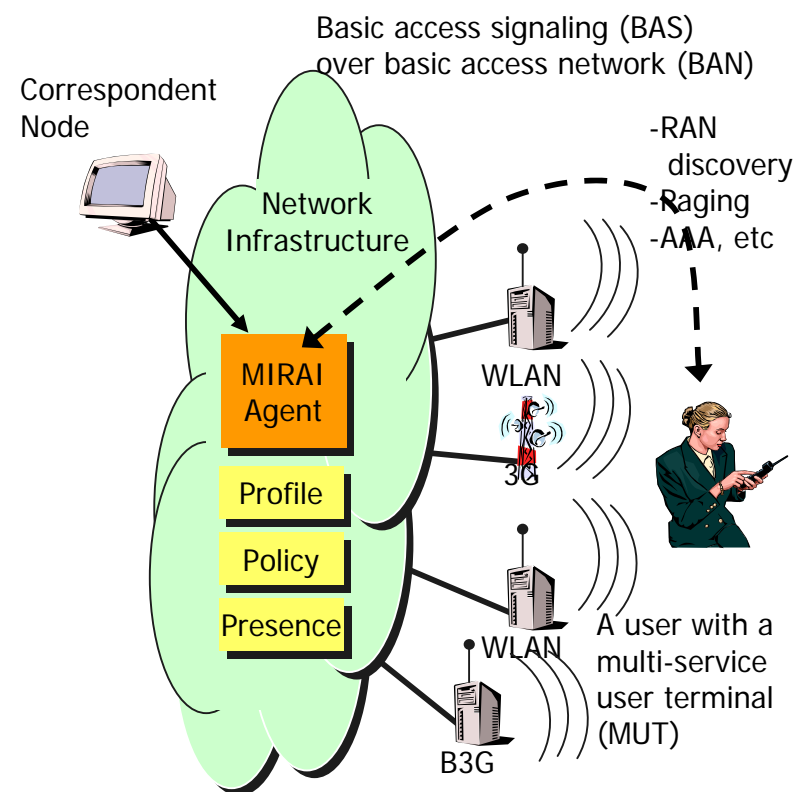 Basic access signaling (BAS)
over basic access network (BAN)
Correspondent
Node
-RAN
discovery
-Raging
-AAA, etc
Network
Infrastructure
MIRAI
Agent
WLAN
3G
Profile
Policy
Presence
WLAN
A user with a
multi-service
user terminal
(MUT)
B3G